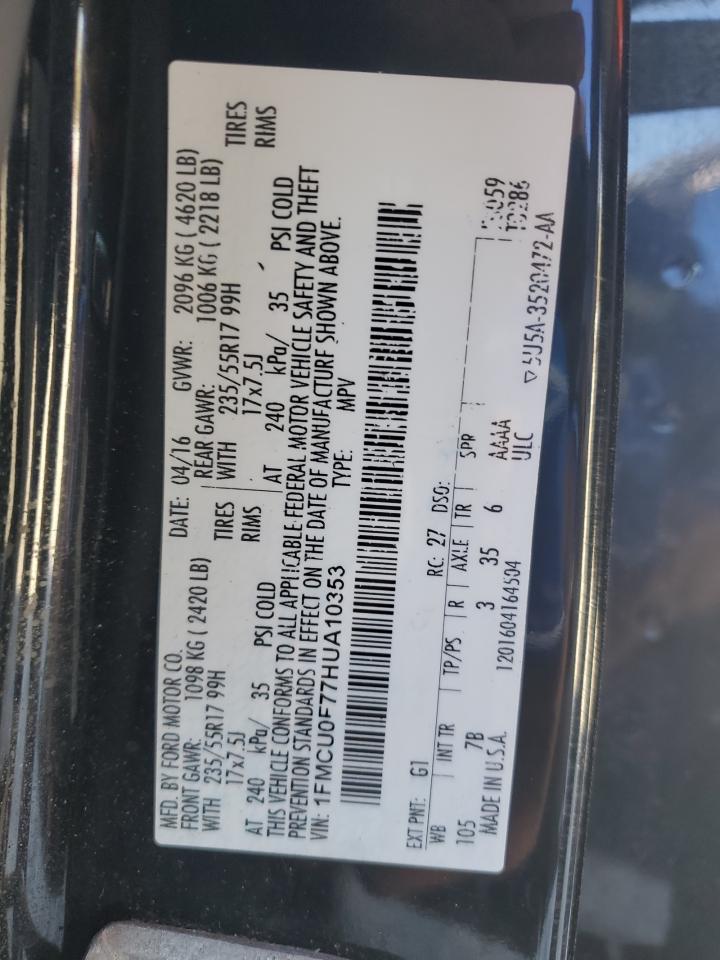 MFD. BY FORD MOTOR CO. DATE: 04/16 GVWR: 2096 KG ( 4620 LB)
FRONT GAWR: 1098 KG ( 2420 LB) REAR GAWR: 1006 KG ( 2218 LB)
WITH 235/55R17 99H TIRES WITH 235/55R17 99H TIRES
17x7.5J RIMS 17x7.5J RIMS
AT 240 kPa/ 35 PSI COLD AT 240 kPa/ 35 PSI COLD
THIS VEHICLE CONFORMS TO ALL APPLICABLE FEDERAL MOTOR VEHICLE SAFETY AND THEFT
PREVENTION STANDARDS IN EFFECT ON THE DATE OF MANUFACTURE SHOWN ABOVE.
VIN: 1FMCU0F77HUA10353 TYPE: MPV
EXT PNT: G1 RC: 27 DSO:
WB INT TR TP/PS R AXLE TR SPR
105 7B 3 35 6 AAAA
MADE IN U.S.A. 1201604164504 ULC
▽5U5A-3520472-AA